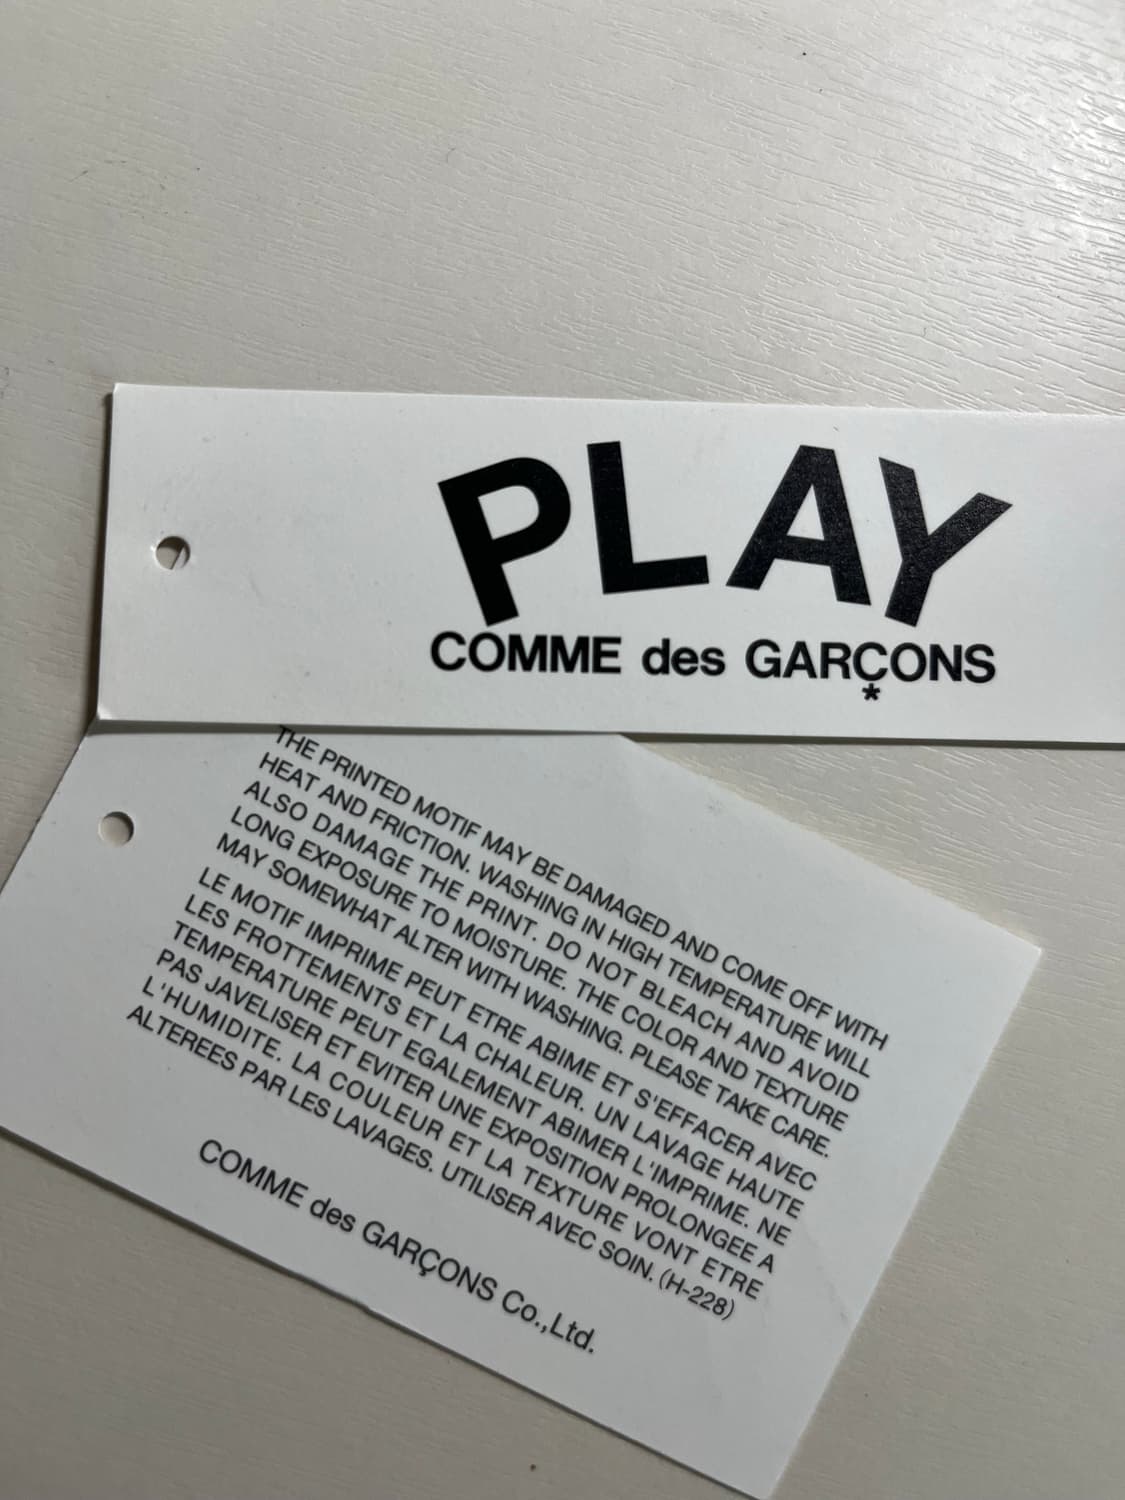 PLAY
COMME des GARÇONS
*
THE PRINTED MOTIF MAY BE DAMAGED AND COME OFF WITH
HEAT AND FRICTION. WASHING IN HIGH TEMPERATURE WILL
ALSO DAMAGE THE PRINT. DO NOT BLEACH AND AVOID
LONG EXPOSURE TO MOISTURE. THE COLOR AND TEXTURE
MAY SOMEWHAT ALTER WITH WASHING. PLEASE TAKE CARE.
LE MOTIF IMPRIME PEUT ETRE ABIME ET S'EFFACER AVEC
LES FROTTEMENTS ET LA CHALEUR. UN LAVAGE HAUTE
TEMPERATURE PEUT EGALEMENT ABIMER L'IMPRIME. NE
PAS JAVELISER ET EVITER UNE EXPOSITION PROLONGEE A
L'HUMIDITE. LA COULEUR ET LA TEXTURE VONT ETRE
ALTEREES PAR LES LAVAGES. UTILISER AVEC SOIN. (H-228)
COMME des GARÇONS Co.,Ltd.